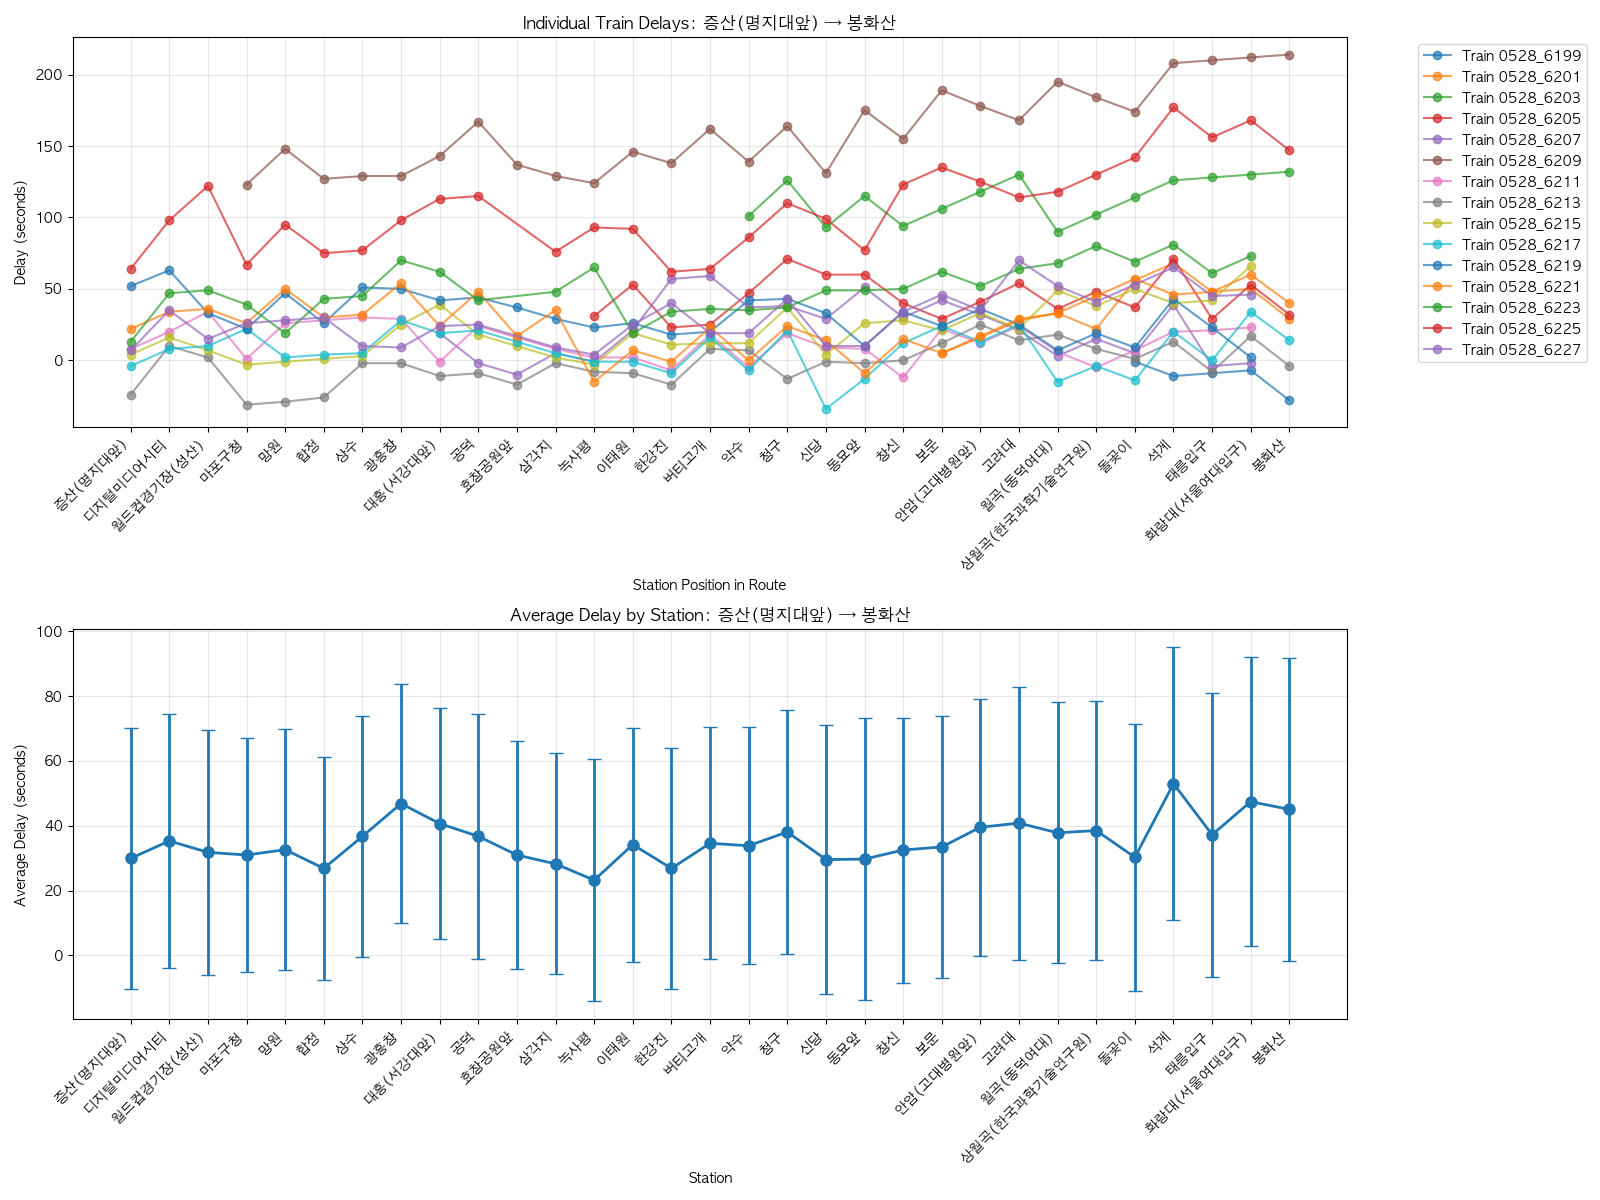 Individual Train Delays: 증산(명지대앞) → 봉화산
Delay (seconds)
200
150
100
50
0
증산(명지대앞)
디지털미디어시티
월드컵경기장(성산)
마포구청
망원
합정
상수
광흥창
대흥(서강대앞)
공덕
효창공원앞
삼각지
녹사평
이태원
한강진
버티고개
약수
청구
신당
동묘앞
창신
보문
안암(고대병원앞)
고려대
월곡(동덕여대)
상월곡(한국과학기술연구원)
돌곶이
석계
태릉입구
화랑대(서울여대입구)
봉화산
Station Position in Route
Train 0528_6199
Train 0528_6201
Train 0528_6203
Train 0528_6205
Train 0528_6207
Train 0528_6209
Train 0528_6211
Train 0528_6213
Train 0528_6215
Train 0528_6217
Train 0528_6219
Train 0528_6221
Train 0528_6223
Train 0528_6225
Train 0528_6227
Average Delay by Station: 증산(명지대앞) → 봉화산
Average Delay (seconds)
100
80
60
40
20
0
증산(명지대앞)
디지털미디어시티
월드컵경기장(성산)
마포구청
망원
합정
상수
광흥창
대흥(서강대앞)
공덕
효창공원앞
삼각지
녹사평
이태원
한강진
버티고개
약수
청구
신당
동묘앞
창신
보문
안암(고대병원앞)
고려대
월곡(동덕여대)
상월곡(한국과학기술연구원)
돌곶이
석계
태릉입구
화랑대(서울여대입구)
봉화산
Station